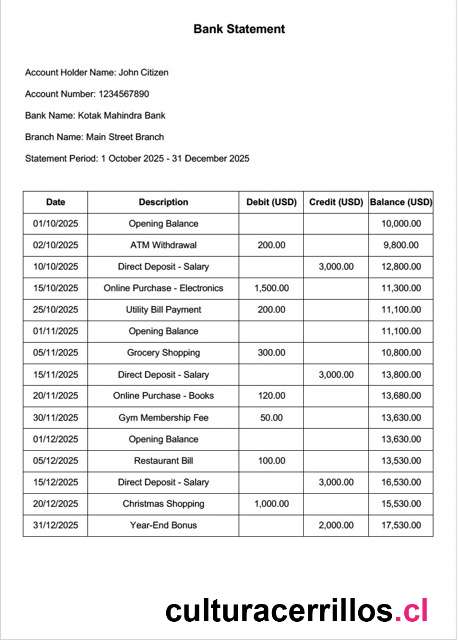 Bank Statement
Account Holder Name: John Citizen
Account Number: 1234567890
Bank Name: Kotak Mahindra Bank
Branch Name: Main Street Branch
Statement Period: 1 October 2025 - 31 December 2025
Date Description Debit (USD) Credit (USD) Balance (USD)
01/10/2025 Opening Balance 10,000.00
02/10/2025 ATM Withdrawal 200.00 9,800.00
10/10/2025 Direct Deposit - Salary 3,000.00 12,800.00
15/10/2025 Online Purchase - Electronics 1,500.00 11,300.00
25/10/2025 Utility Bill Payment 200.00 11,100.00
01/11/2025 Opening Balance 11,100.00
05/11/2025 Grocery Shopping 300.00 10,800.00
15/11/2025 Direct Deposit - Salary 3,000.00 13,800.00
20/11/2025 Online Purchase - Books 120.00 13,680.00
30/11/2025 Gym Membership Fee 50.00 13,630.00
01/12/2025 Opening Balance 13,630.00
05/12/2025 Restaurant Bill 100.00 13,530.00
15/12/2025 Direct Deposit - Salary 3,000.00 16,530.00
20/12/2025 Christmas Shopping 1,000.00 15,530.00
31/12/2025 Year-End Bonus 2,000.00 17,530.00
culturacerrillos.cl